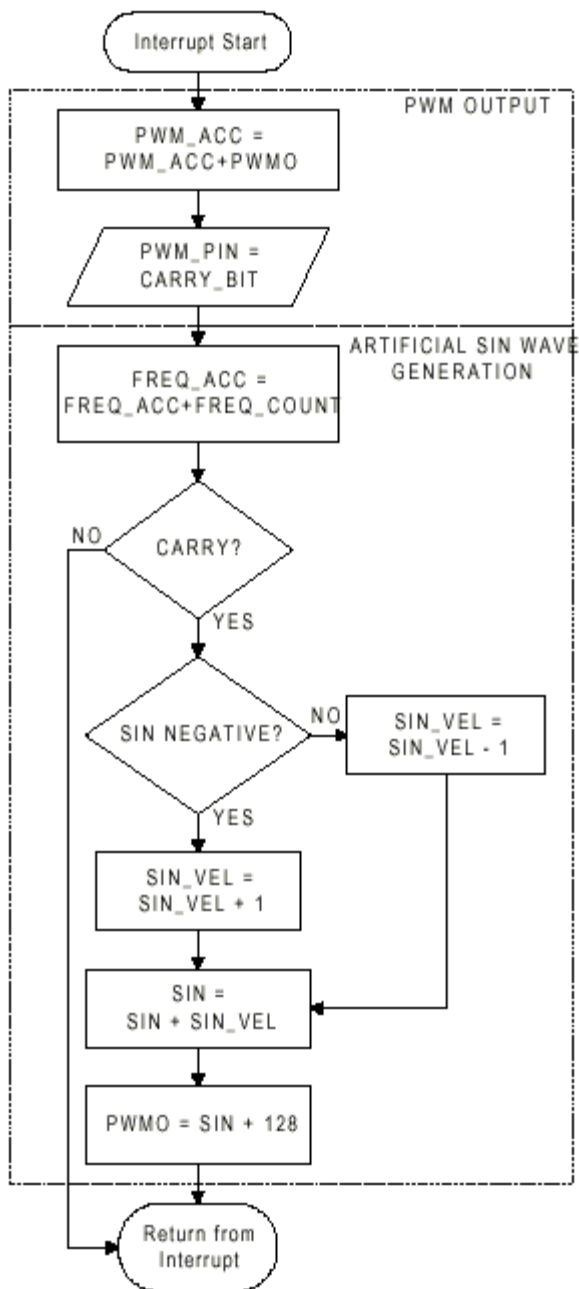 Interrupt Start
PWM OUTPUT
PWM_ACC =
PWM_ACC+PWMO
PWM_PIN =
CARRY_BIT
ARTIFICIAL SIN WAVE
GENERATION
FREQ_ACC =
FREQ_ACC+FREQ_COUNT
NO
CARRY?
YES
SIN NEGATIVE?
NO
SIN_VEL =
SIN_VEL - 1
YES
SIN_VEL =
SIN_VEL + 1
SIN =
SIN + SIN_VEL
PWMO = SIN + 128
Return from
Interrupt